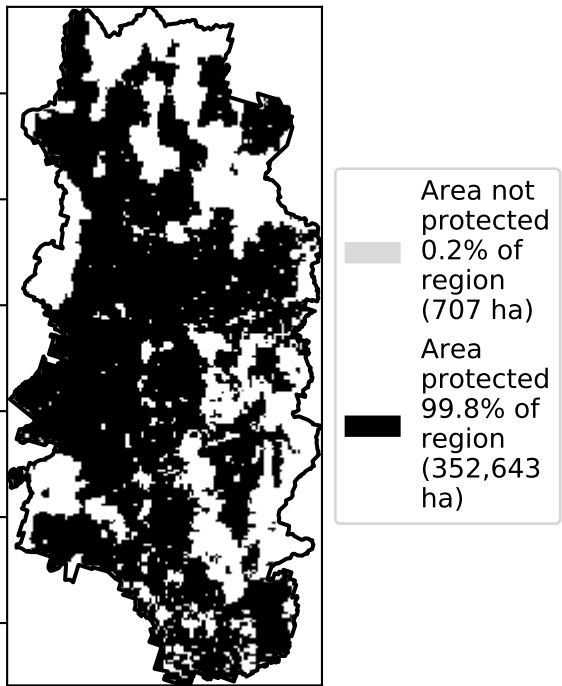 Area not
protected
0.2% of
region
(707 ha)
Area
protected
99.8% of
region
(352,643
ha)